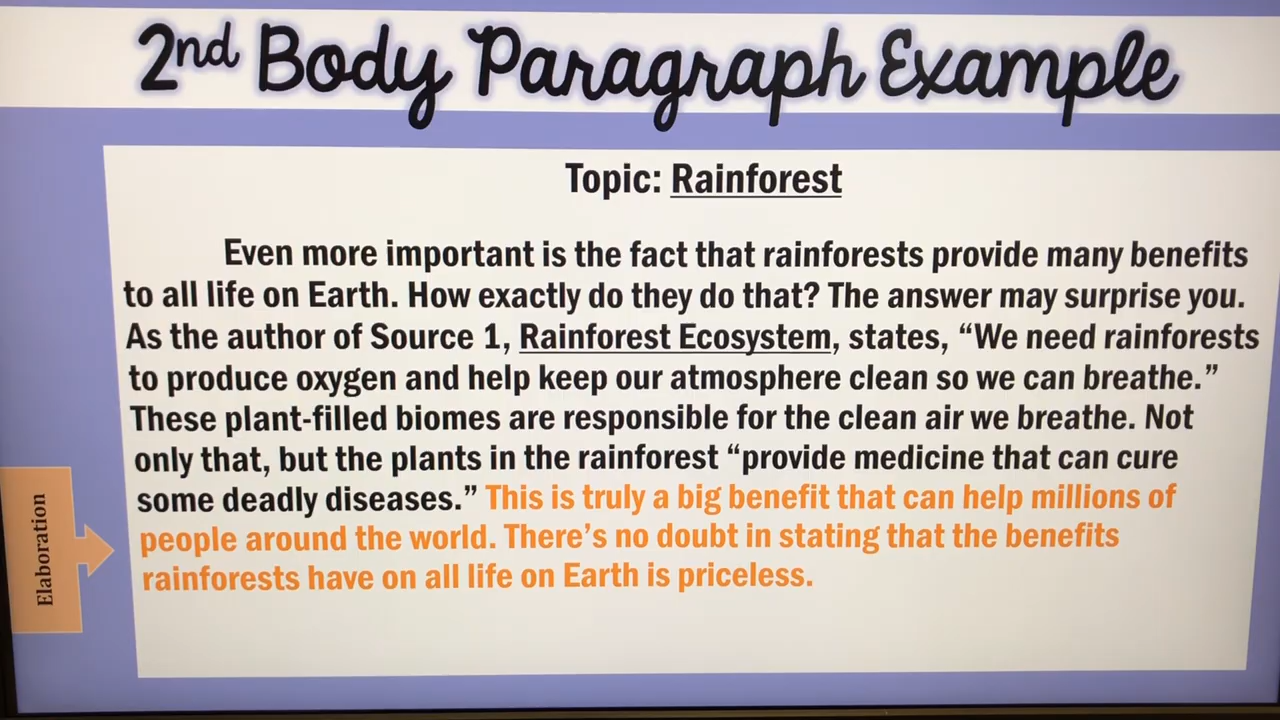 2nd Body Paragraph Example
Topic: Rainforest
Even more important is the fact that rainforests provide many benefits
to all life on Earth. How exactly do they do that? The answer may surprise you.
As the author of Source 1, Rainforest Ecosystem, states, “We need rainforests
to produce oxygen and help keep our atmosphere clean so we can breathe.”
These plant-filled biomes are responsible for the clean air we breathe. Not
only that, but the plants in the rainforest “provide medicine that can cure
some deadly diseases.” This is truly a big benefit that can help millions of
people around the world. There’s no doubt in stating that the benefits
rainforests have on all life on Earth is priceless.
Elaboration